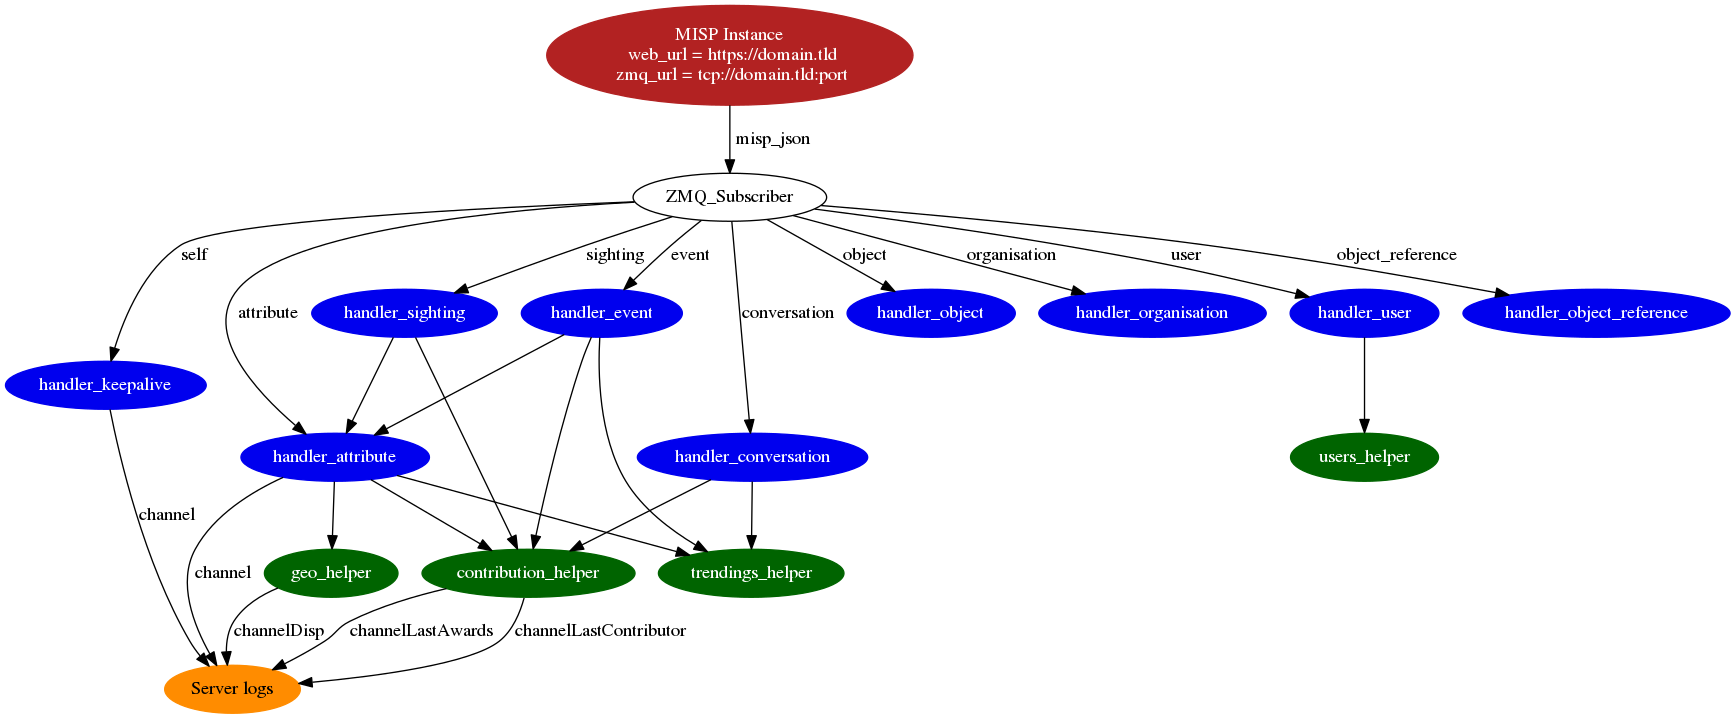 MISP Instance
web_url = https://domain.tld
zmq_url = tcp://domain.tld:port
misp_json
ZMQ_Subscriber
self
sighting
event
object
organisation
user
object_reference
attribute
handler_sighting
handler_event
conversation
handler_object
handler_organisation
handler_user
handler_object_reference
handler_keepalive
handler_attribute
handler_conversation
users_helper
channel
channel
geo_helper
contribution_helper
trendings_helper
channelDisp
channelLastAwards
channelLastContributor
Server logs